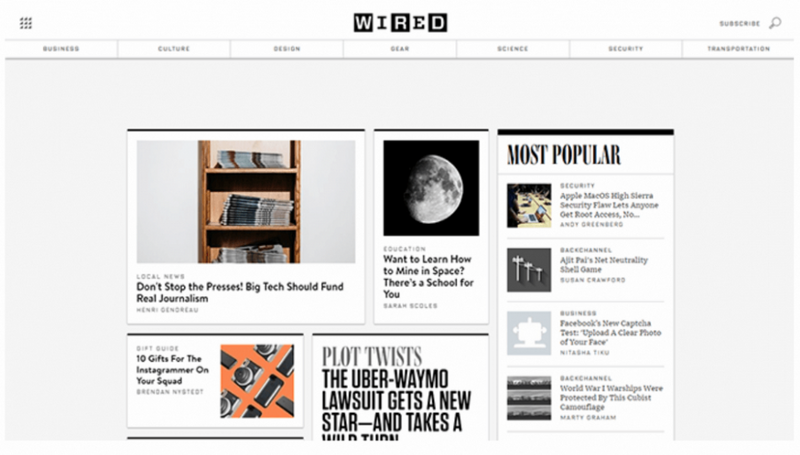 WIRED
SUBSCRIBE
BUSINESS
CULTURE
DESIGN
GEAR
SCIENCE
SECURITY
TRANSPORTATION
LOCAL NEWS
Don't Stop the Presses! Big Tech Should Fund
Real Journalism
HENRI GENDREAU
EDUCATION
Want to Learn How
to Mine in Space?
There's a School for
You
SARAH SCOLES
GIFT GUIDE
10 Gifts For The
Instagrammer On
Your Squad
BRENDAN NYSTEDT
PLOT TWISTS
THE UBER-WAYMO
LAWSUIT GETS A NEW
STAR—AND TAKES A
WILD TURN
MOST POPULAR
SECURITY
Apple MacOS High Sierra
Security Flaw Lets Anyone
Get Root Access, No...
ANDY GREENBERG
BACKCHANNEL
Ajit Pai's Net Neutrality
Shell Game
SUSAN CRAWFORD
BUSINESS
Facebook's New Captcha
Test: 'Upload A Clear Photo
of Your Face'
NITASHA TIKU
BACKCHANNEL
World War I Warships Were
Protected By This Cubist
Camouflage
MARTY GRAHAM